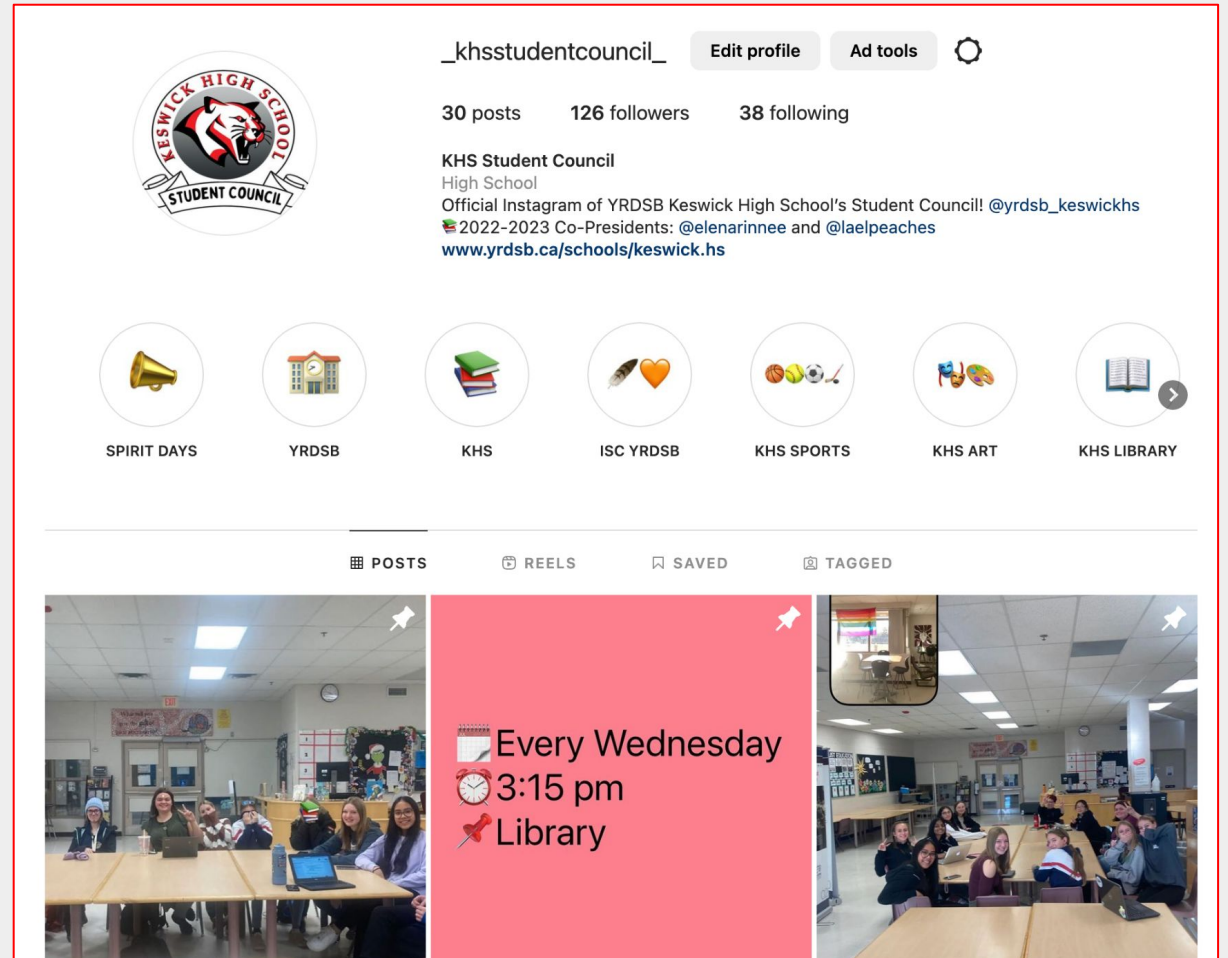 KESWICK HIGH SCHOOL
STUDENT COUNCIL
_khsstudentcouncil_ Edit profile Ad tools
30 posts 126 followers 38 following
KHS Student Council
High School
Official Instagram of YRDSB Keswick High School's Student Council! @yrdsb_keswickhs
2022-2023 Co-Presidents: @elenarinnee and @laelpeaches
www.yrdsb.ca/schools/keswick.hs
SPIRIT DAYS YRDSB KHS ISC YRDSB KHS SPORTS KHS ART KHS LIBRARY
POSTS REELS SAVED TAGGED
EXIT
Every Wednesday
3:15 pm
Library